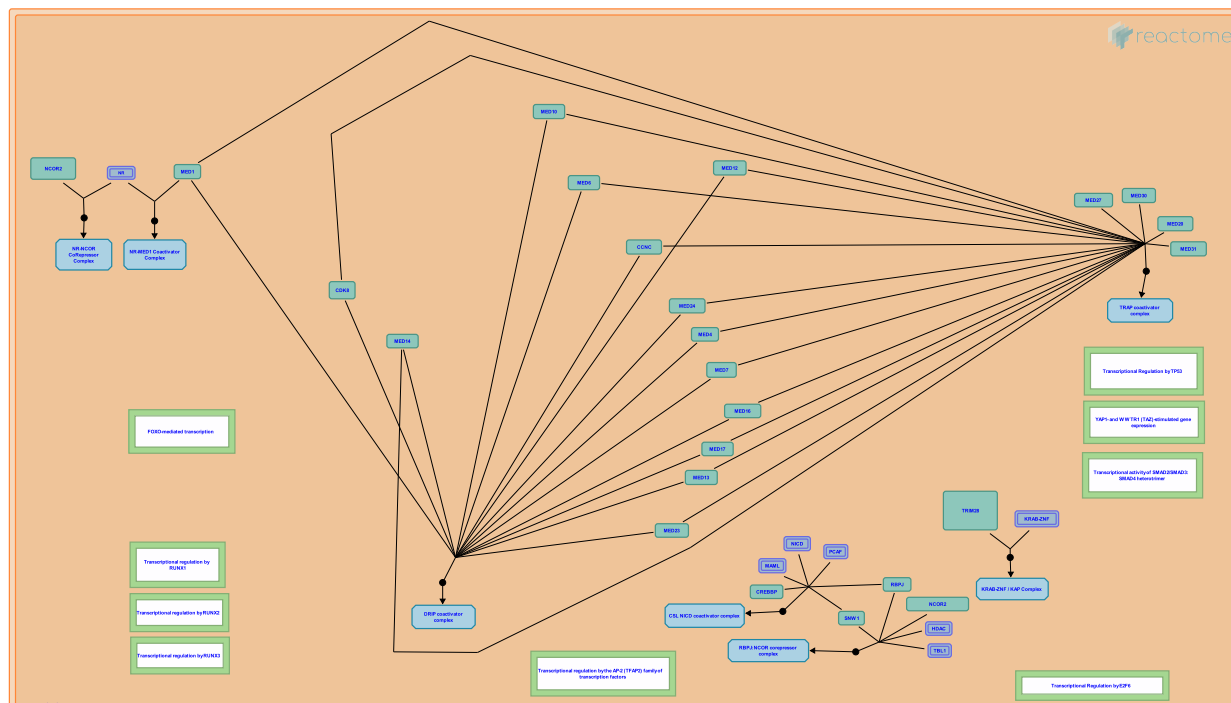 reactome
MED10
NCOR2
NR
MED1
MED12
MED6
MED27
MED30
MED20
MED31
CCNC
NR-NCOR
CoRepressor
Complex
NR-MED1 Coactivator
Complex
CDK8
MED24
TRAP coactivator
complex
MED4
MED14
MED7
Transcriptional Regulation by TP53
MED16
YAP1- and WWTR1 (TAZ)-stimulated gene
expression
FOXO-mediated transcription
MED17
MED13
Transcriptional activity of SMAD2/SMAD3:
SMAD4 heterotrimer
TRIM28
KRAB-ZNF
MED23
NICD
PCAF
Transcriptional regulation by
RUNX1
MAML
CREBBP
RBPJ
KRAB-ZNF / KAP Complex
NCOR2
Transcriptional regulation by RUNX2
DRIP coactivator
complex
CSL NICD coactivator complex
SNW1
HDAC
Transcriptional regulation by RUNX3
RBPJ:NCOR corepressor
complex
TBL1
Transcriptional regulation by the AP-2 (TFAP2) family of
transcription factors
Transcriptional Regulation by E2F6